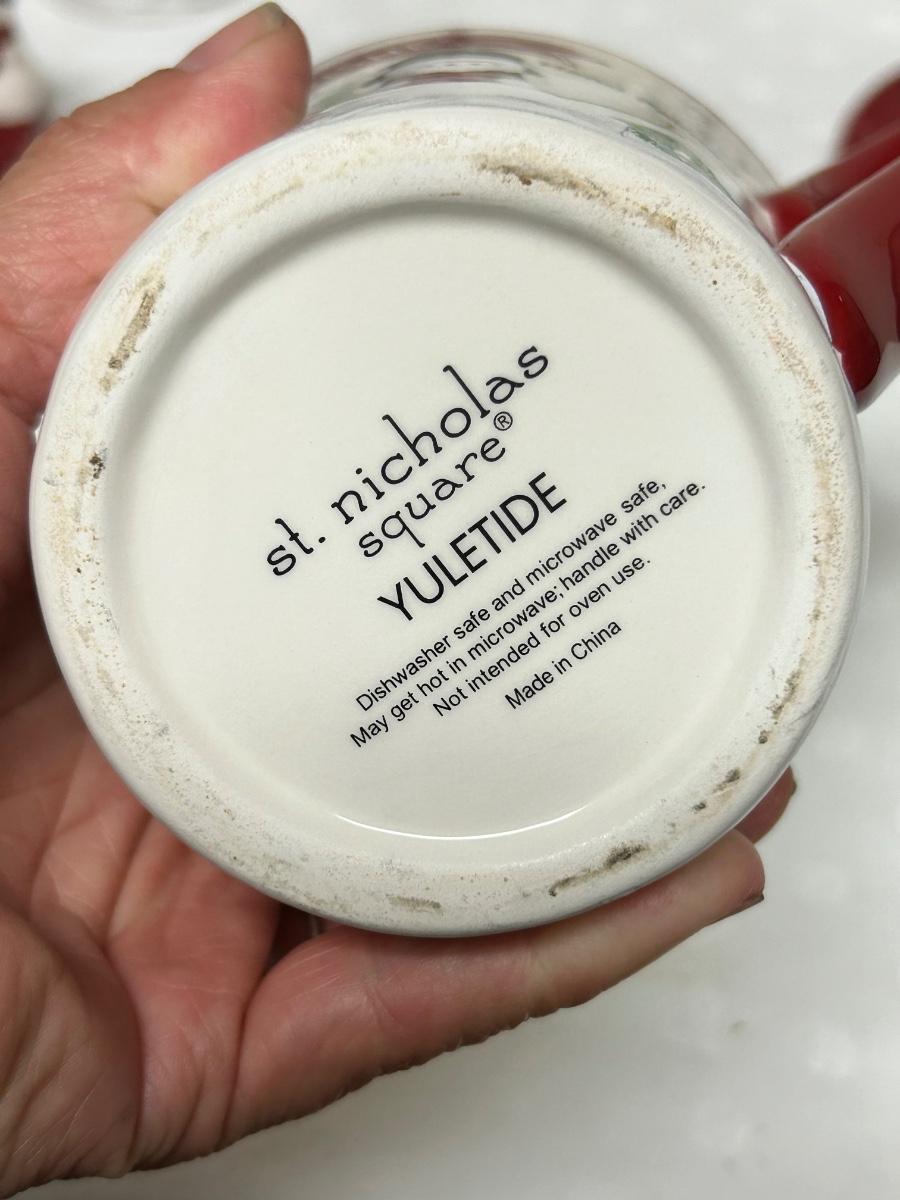 st. nicholas
square®
YULETIDE
Dishwasher safe and microwave safe,
May get hot in microwave; handle with care.
Not intended for oven use.
Made in China